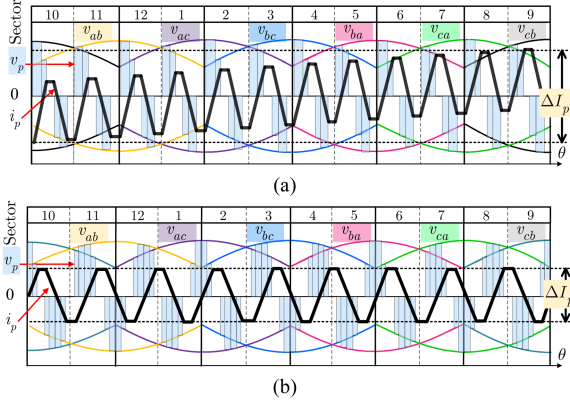 Sector 10 11 12 1 2 3 4 5 6 7 8 9
v_ab v_ac v_bc v_ba v_ca v_cb
v_p
0
i_p
ΔI_p
θ
(a)
Sector 10 11 12 1 2 3 4 5 6 7 8 9
v_ab v_ac v_bc v_ba v_ca v_cb
v_p
0
i_p
ΔI_p
θ
(b)